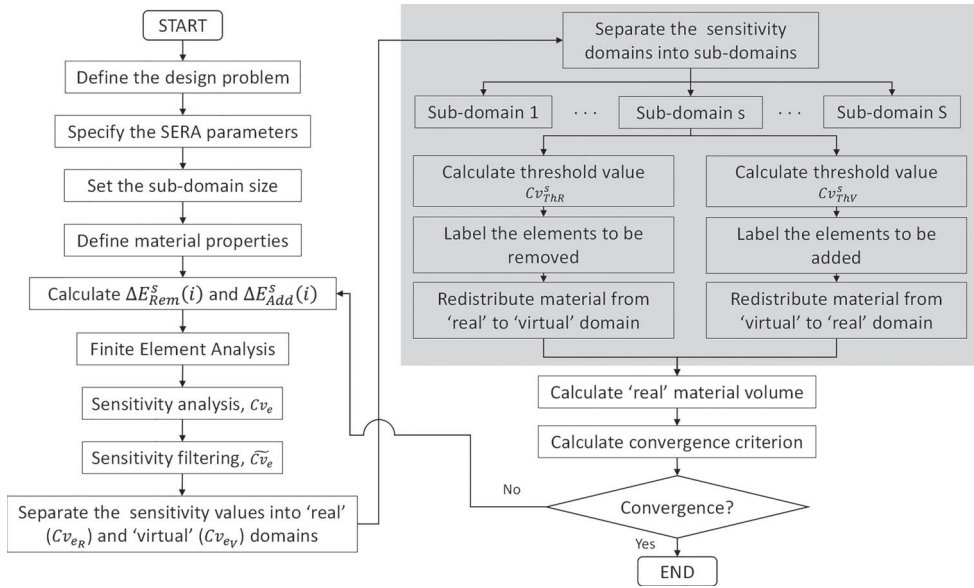 START
Define the design problem
Specify the SERA parameters
Set the sub-domain size
Define material properties
Calculate ΔE^s_Rem(i) and ΔE^s_Add(i)
Finite Element Analysis
Sensitivity analysis, Cv_e
Sensitivity filtering, C̃v_e
Separate the sensitivity values into ‘real’
(Cv_{e_R}) and ‘virtual’ (Cv_{e_V}) domains
Separate the sensitivity
domains into sub-domains
Sub-domain 1 · · · Sub-domain s · · · Sub-domain S
Calculate threshold value
Cv^s_ThR
Label the elements to be
removed
Redistribute material from
‘real’ to ‘virtual’ domain
Calculate threshold value
Cv^s_ThV
Label the elements to be
added
Redistribute material from
‘virtual’ to ‘real’ domain
Calculate ‘real’ material volume
Calculate convergence criterion
Convergence?
No
Yes
END